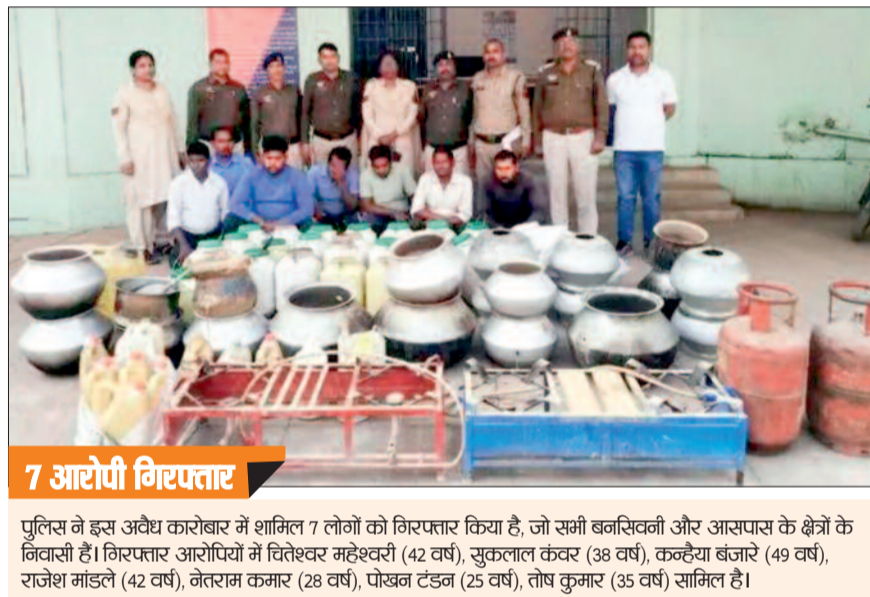 7 आरोपी गिरफ्तार
पुलिस ने इस अवैध कारोबार में शामिल 7 लोगों को गिरफ्तार किया है, जो सभी बनसिवनी और आसपास के क्षेत्रों के
निवासी हैं। गिरफ्तार आरोपियों में चितेश्वर महेश्वरी (42 वर्ष), सुकलाल कंवर (38 वर्ष), कन्हैया बंजारे (49 वर्ष),
राजेश मांडले (42 वर्ष), नेतराम कमार (28 वर्ष), पोखन टंडन (25 वर्ष), तोष कुमार (35 वर्ष) सामिल है।